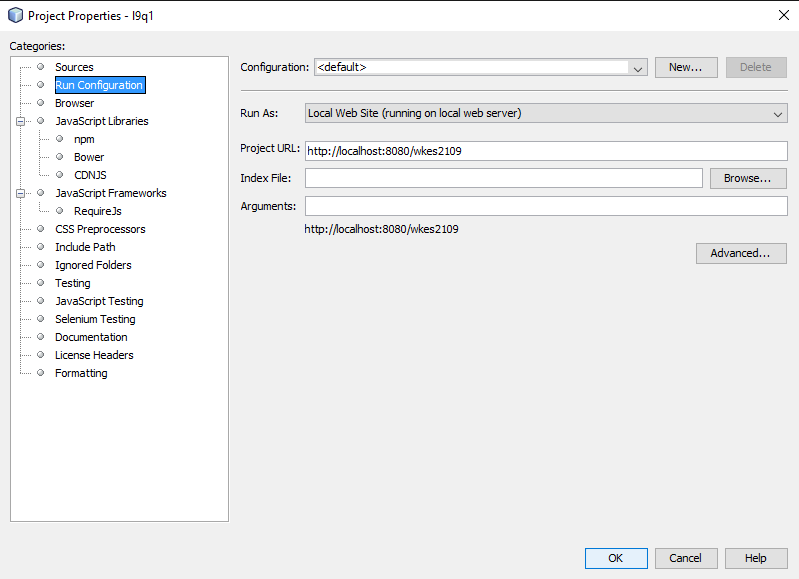 Project Properties - l9q1
Categories:
Sources
Run Configuration
Browser
JavaScript Libraries
npm
Bower
CDNJS
JavaScript Frameworks
RequireJs
CSS Preprocessors
Include Path
Ignored Folders
Testing
JavaScript Testing
Selenium Testing
Documentation
License Headers
Formatting
Configuration: <default> New... Delete
Run As: Local Web Site (running on local web server)
Project URL: http://localhost:8080/wkes2109
Index File: Browse...
Arguments:
http://localhost:8080/wkes2109
Advanced...
OK Cancel Help